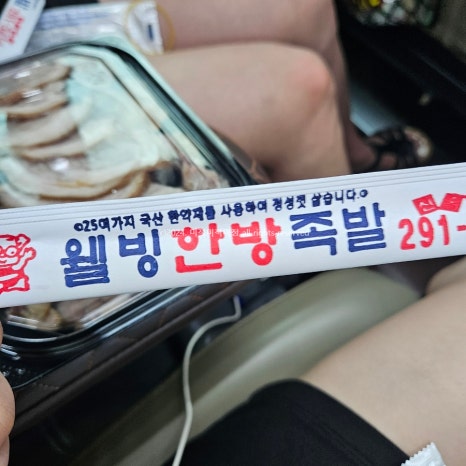 ◎25여가지 국산 한약재를 사용하여 정성껏 삶습니다.◎
웰빙한방족발 291-